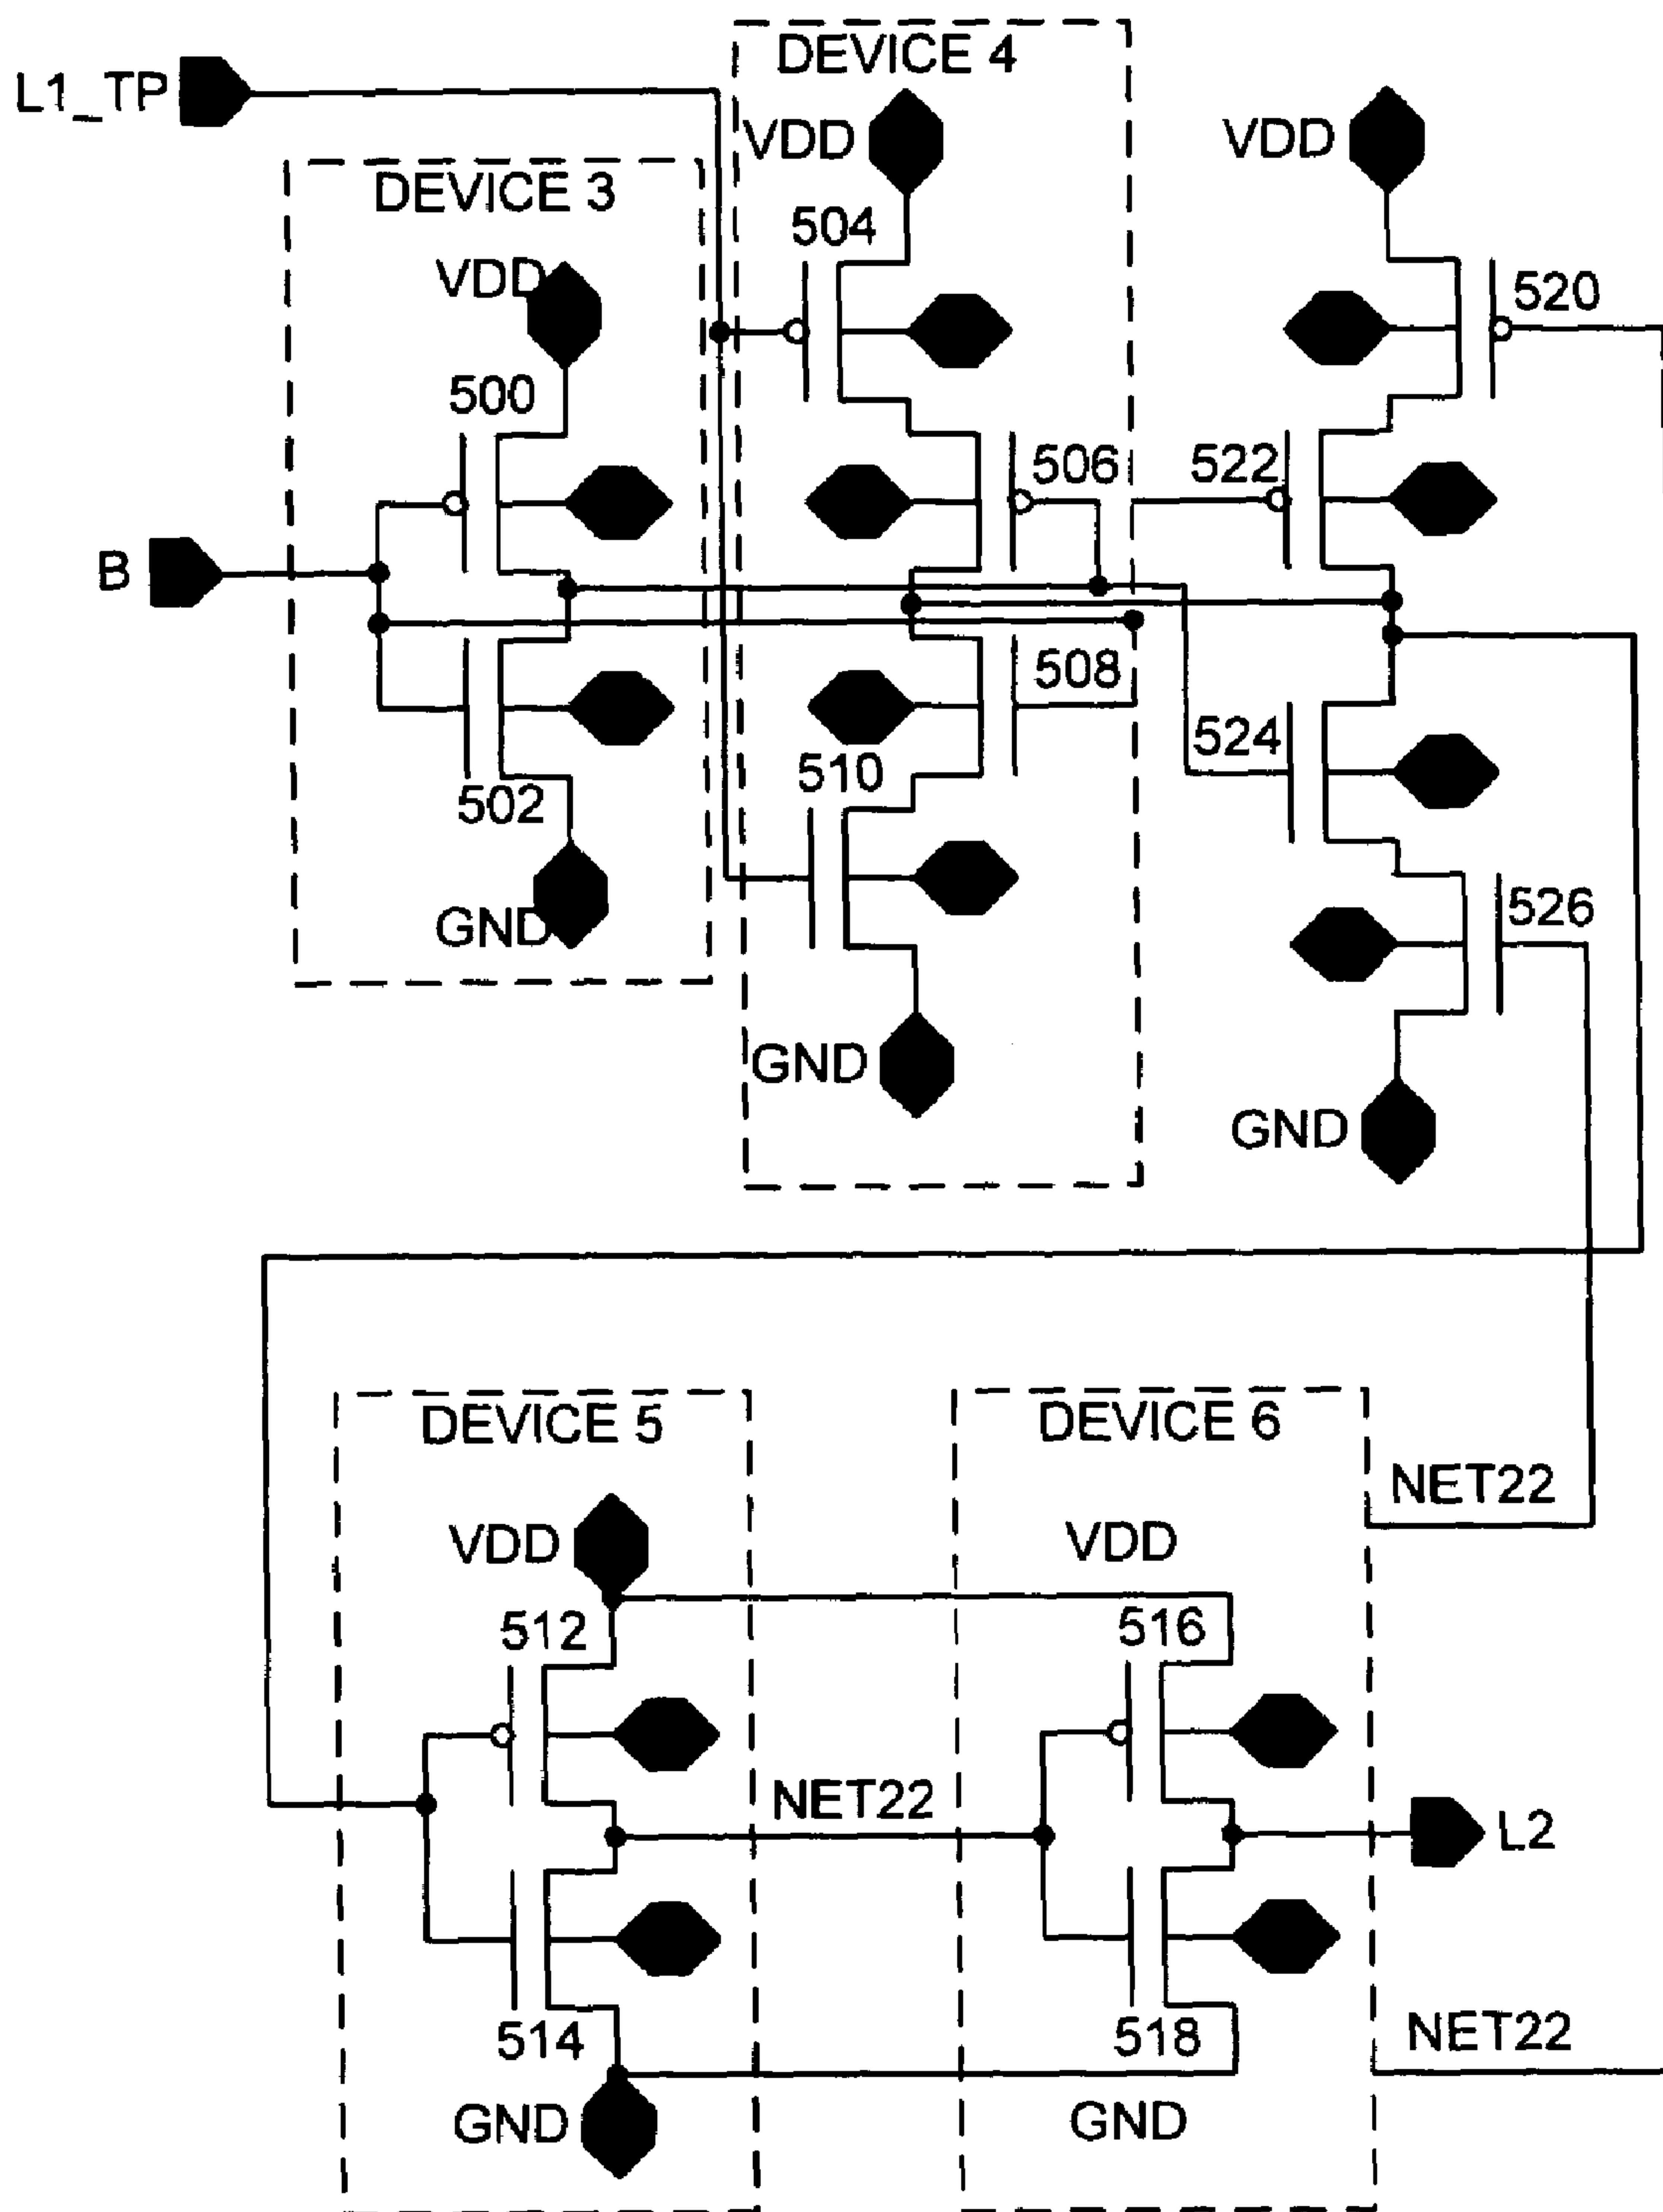 DEVICE 4
L1_TP
VDD
VDD
DEVICE 3
504
VDD
520
500
506
522
B
508
524
510
502
526
GND
GND
GND
DEVICE 5
DEVICE 6
NET22
VDD
VDD
512
516
NET22
L2
514
518
NET22
GND
GND